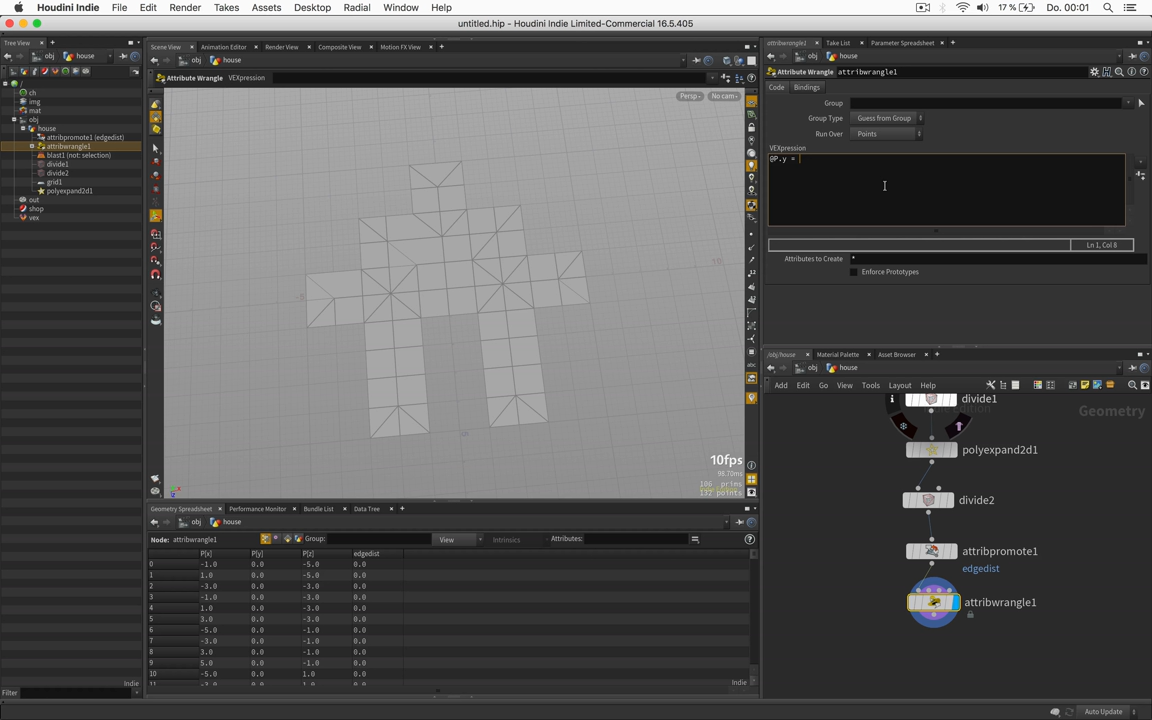 Houdini Indie File Edit Render Assets Takes Desktop Radial Window Help 17 % Do. 00:01
untitled.hip - Houdini Indie Limited-Commercial 16.5.405
Tree View
Scene View Animation Editor Render View Composite View Motion FX View
attribwrangle1 Take List Parameter Spreadsheet
obj house
obj house
obj house
Attribute Wrangle VEXpression
Attribute Wrangle attribwrangle1
Code Bindings
Group
Group Type Guess from Group
Run Over Points
VEXpression
@P.y =
Ln 1, Col 8
Attributes to Create *
Enforce Prototypes
/
ch
img
mat
obj
house
attribpromote1 (edgedist)
attribwrangle1
blast1 (not: selection)
divide1
divide2
grid1
polyexpand2d1
out
shop
vex
Filter
Indie
Persp No cam
10fps
98.70ms
106 prims
132 points
abc
/obj/house Material Palette Asset Browser
obj house
Add Edit Go View Tools Layout Help
Geometry
divide1
polyexpand2d1
divide2
attribpromote1
edgedist
attribwrangle1
Geometry Spreadsheet Performance Monitor Bundle List Data Tree
obj house
Node: attribwrangle1 Group: View Intrinsics Attributes:
P[x] P[y] P[z] edgedist
0 -1.0 0.0 -5.0 0.0
1 1.0 0.0 -5.0 0.0
2 -3.0 0.0 -3.0 0.0
3 -1.0 0.0 -3.0 0.0
4 1.0 0.0 -3.0 0.0
5 3.0 0.0 -3.0 0.0
6 -5.0 0.0 -1.0 0.0
7 -3.0 0.0 -1.0 0.0
8 3.0 0.0 -1.0 0.0
9 5.0 0.0 -1.0 0.0
10 -5.0 0.0 1.0 0.0
Indie
Auto Update